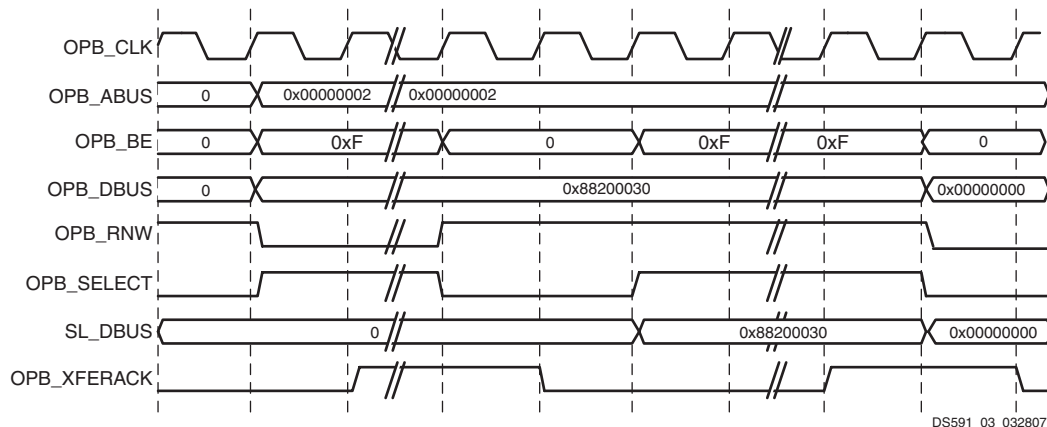 OPB_CLK
OPB_ABUS 0 0x00000002 0x00000002
OPB_BE 0 0xF 0 0xF 0xF 0
OPB_DBUS 0 0x88200030 0x00000000
OPB_RNW
OPB_SELECT
SL_DBUS 0 0x88200030 0x00000000
OPB_XFERACK
DS591_03_032807